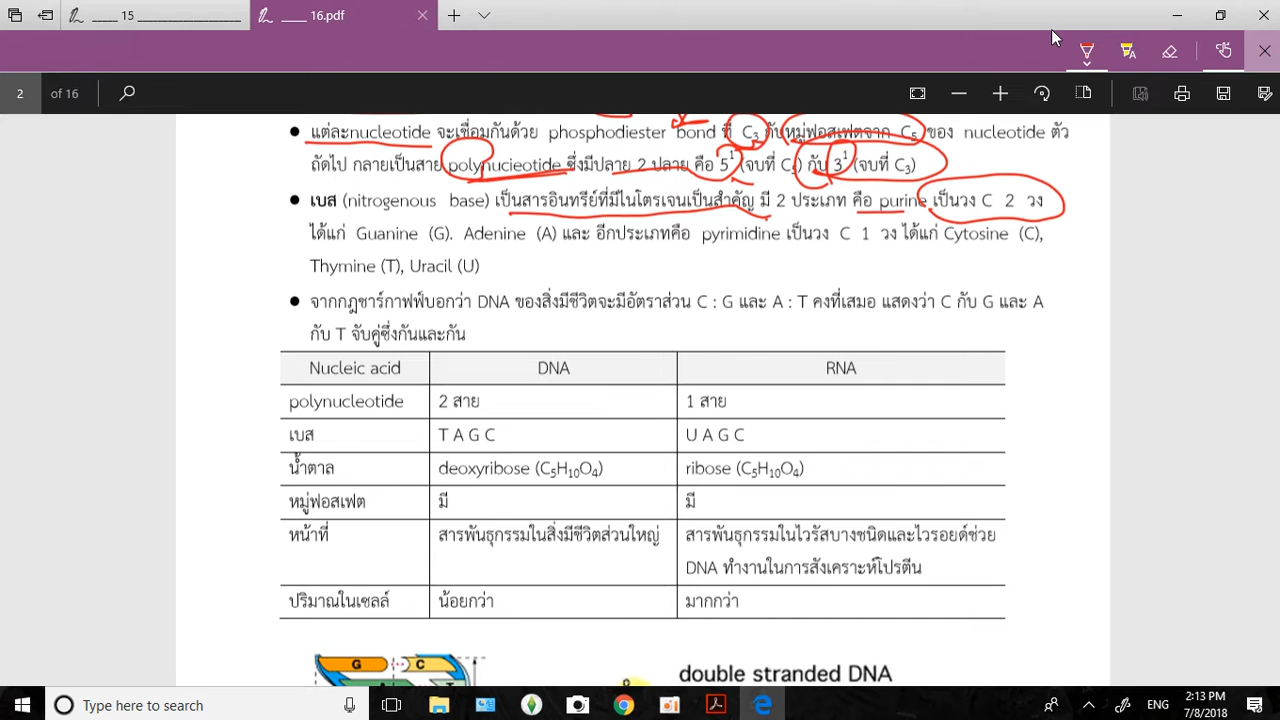 _____ 15 ____________________
____ 16.pdf
2 of 16
แต่ละnucleotide จะเชื่อมกันด้วย phosphodiester bond ที่ C3 กับหมู่ฟอสเฟตจาก C5 ของ nucleotide ตัว
ถัดไป กลายเป็นสาย polynucieotide ซึ่งมีปลาย 2 ปลาย คือ 5' (จบที่ C5) กับ 3' (จบที่ C3)
เบส (nitrogenous base) เป็นสารอินทรีย์ที่มีไนโตรเจนเป็นสำคัญ มี 2 ประเภท คือ purine เป็นวง C 2 วง
ได้แก่ Guanine (G). Adenine (A) และ อีกประเภทคือ pyrimidine เป็นวง C 1 วง ได้แก่ Cytosine (C),
Thymine (T), Uracil (U)
จากกฎชาร์กาฟฟ์บอกว่า DNA ของสิ่งมีชีวิตจะมีอัตราส่วน C : G และ A : T คงที่เสมอ แสดงว่า C กับ G และ A
กับ T จับคู่ซึ่งกันและกัน
Nucleic acid DNA RNA
polynucleotide 2 สาย 1 สาย
เบส T A G C U A G C
น้ำตาล deoxyribose (C5H10O4) ribose (C5H10O4)
หมู่ฟอสเฟต มี มี
หน้าที่ สารพันธุกรรมในสิ่งมีชีวิตส่วนใหญ่ สารพันธุกรรมในไวรัสบางชนิดและไวรอยด์ช่วย
DNA ทำงานในการสังเคราะห์โปรตีน
ปริมาณในเซลล์ น้อยกว่า มากกว่า
G C
double stranded DNA
Type here to search
ENG
2:13 PM
7/8/2018